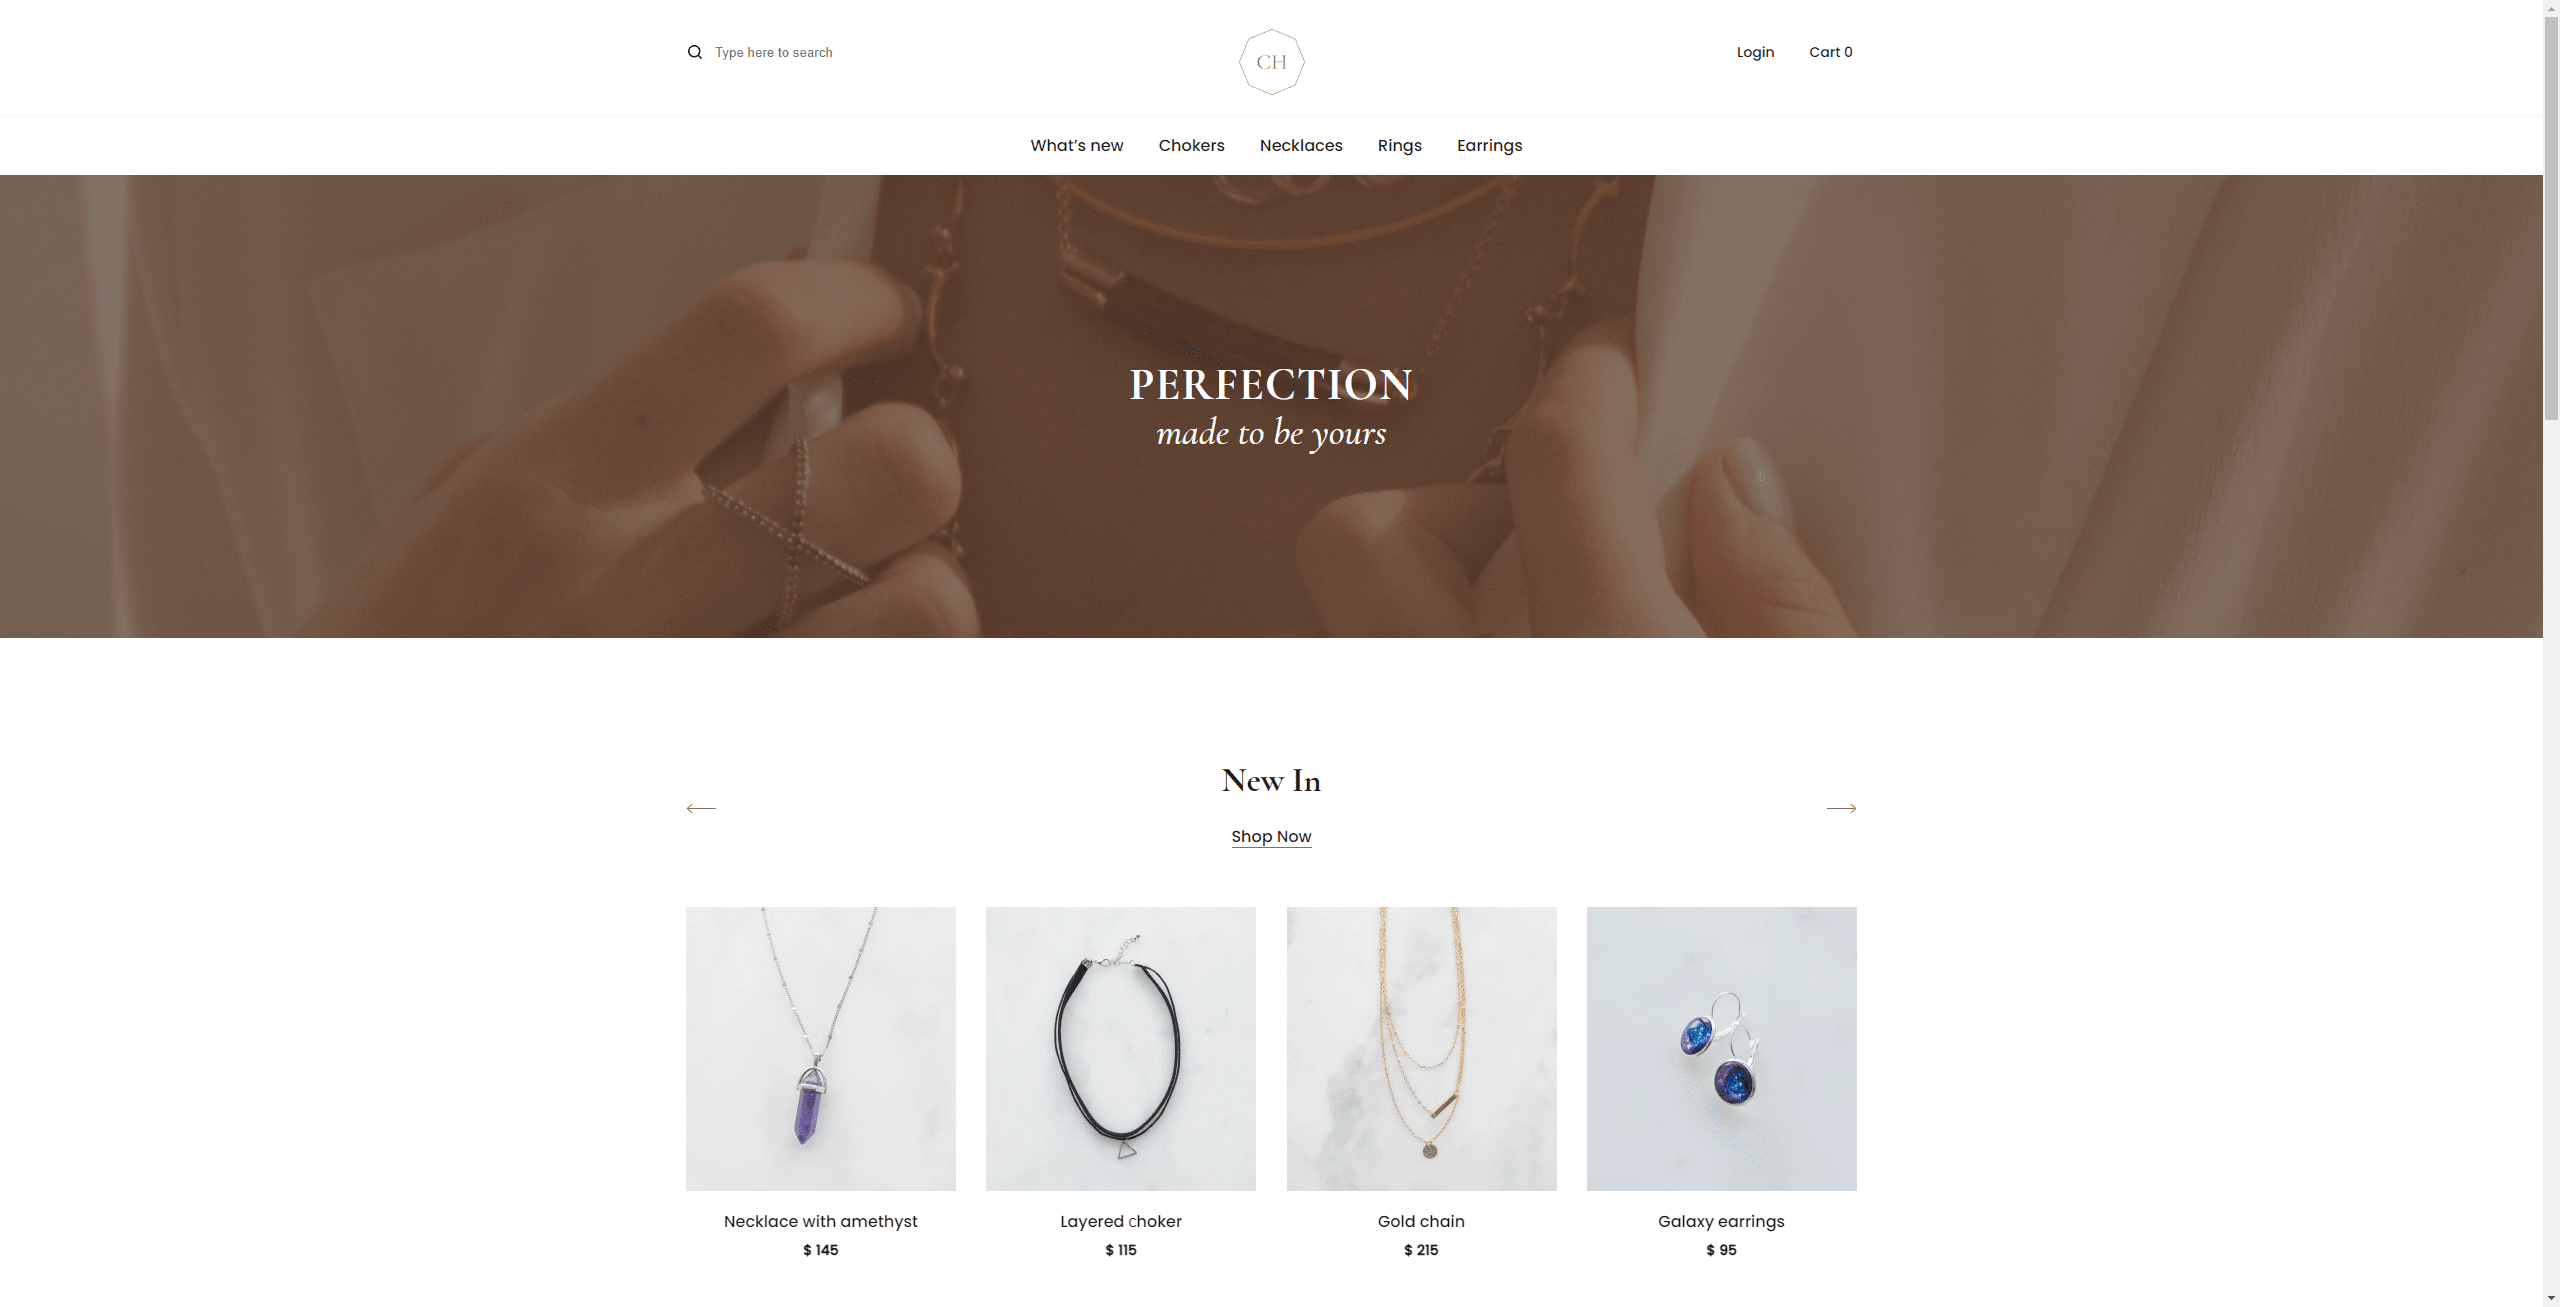 Type here to search
CH
Login
Cart 0
What's new
Chokers
Necklaces
Rings
Earrings
PERFECTION
made to be yours
New In
Shop Now
Necklace with amethyst
$ 145
Layered choker
$ 115
Gold chain
$ 215
Galaxy earrings
$ 95